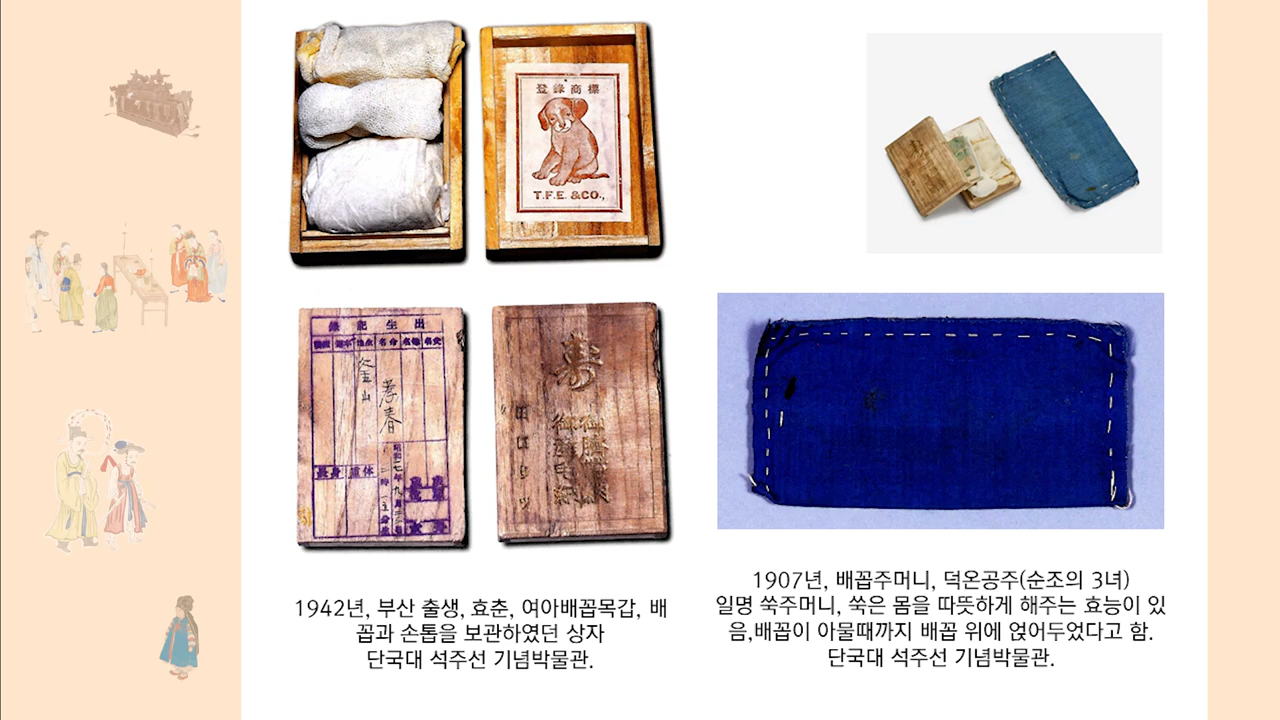 登錄商標
T.F.E. &CO.,
出生記錄
釜山
孝春
身長
体重
寿
1942년, 부산 출생, 효춘, 여아배꼽목갑, 배
꼽과 손톱을 보관하였던 상자
단국대 석주선 기념박물관.
1907년, 배꼽주머니, 덕온공주(순조의 3녀)
일명 쑥주머니, 쑥은 몸을 따뜻하게 해주는 효능이 있
음,배꼽이 아물때까지 배꼽 위에 얹어두었다고 함.
단국대 석주선 기념박물관.